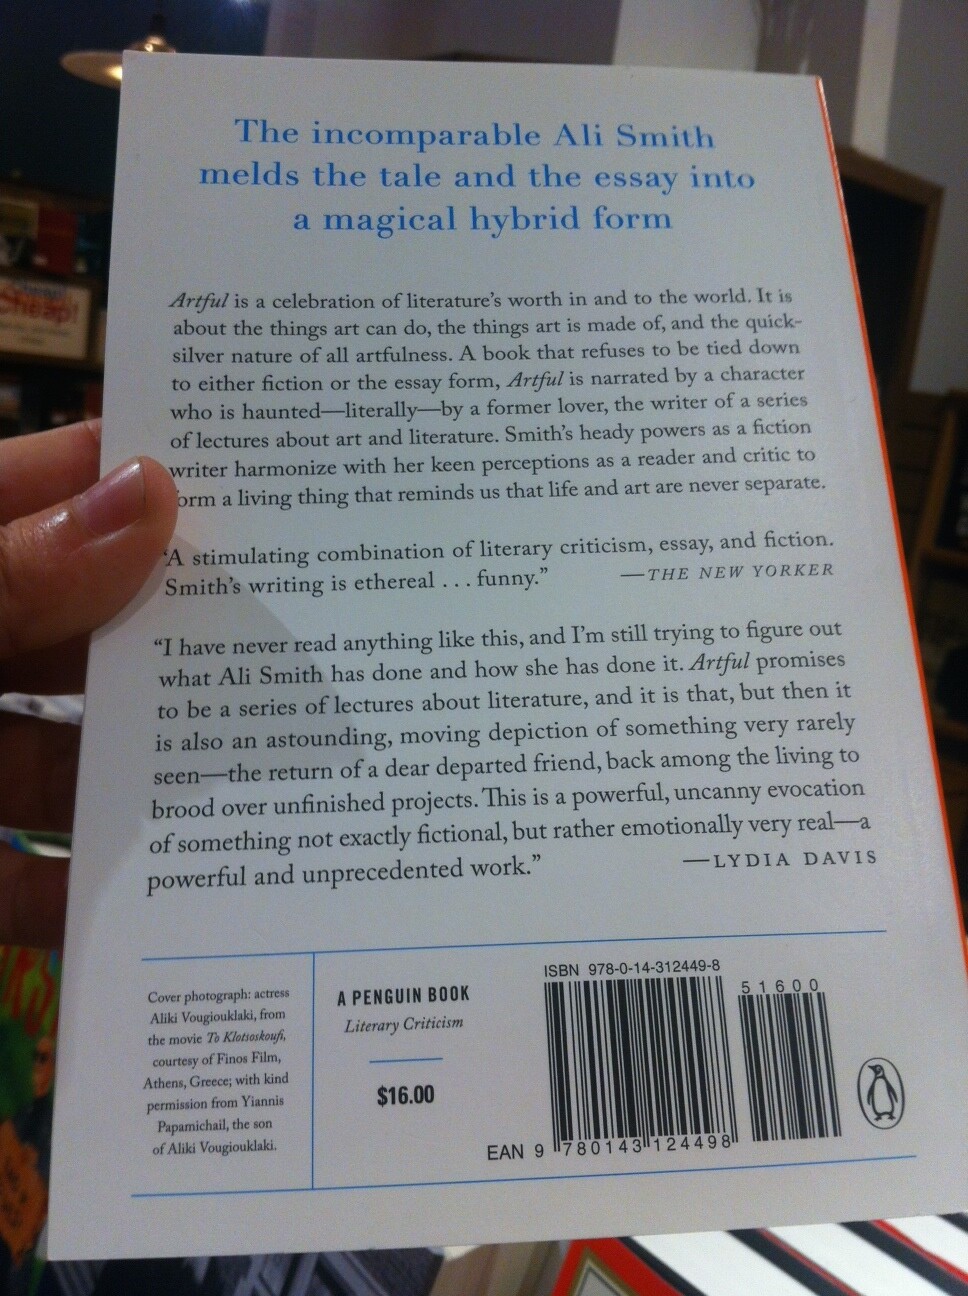 The incomparable Ali Smith
melds the tale and the essay into
a magical hybrid form
Artful is a celebration of literature's worth in and to the world. It is
about the things art can do, the things art is made of, and the quick-
silver nature of all artfulness. A book that refuses to be tied down
to either fiction or the essay form, Artful is narrated by a character
who is haunted—literally—by a former lover, the writer of a series
of lectures about art and literature. Smith's heady powers as a fiction
writer harmonize with her keen perceptions as a reader and critic to
orm a living thing that reminds us that life and art are never separate.
“A stimulating combination of literary criticism, essay, and fiction.
Smith's writing is ethereal . . . funny.” —THE NEW YORKER
“I have never read anything like this, and I'm still trying to figure out
what Ali Smith has done and how she has done it. Artful promises
to be a series of lectures about literature, and it is that, but then it
is also an astounding, moving depiction of something very rarely
seen—the return of a dear departed friend, back among the living to
brood over unfinished projects. This is a powerful, uncanny evocation
of something not exactly fictional, but rather emotionally very real—a
powerful and unprecedented work.” —LYDIA DAVIS
Cover photograph: actress
Aliki Vougiouklaki, from
the movie To Klotsoskoufi,
courtesy of Finos Film,
Athens, Greece; with kind
permission from Yiannis
Papamichail, the son
of Aliki Vougiouklaki.
A PENGUIN BOOK
Literary Criticism
$16.00
ISBN 978-0-14-312449-8
51600
EAN 9 780143 124498
Cheap!